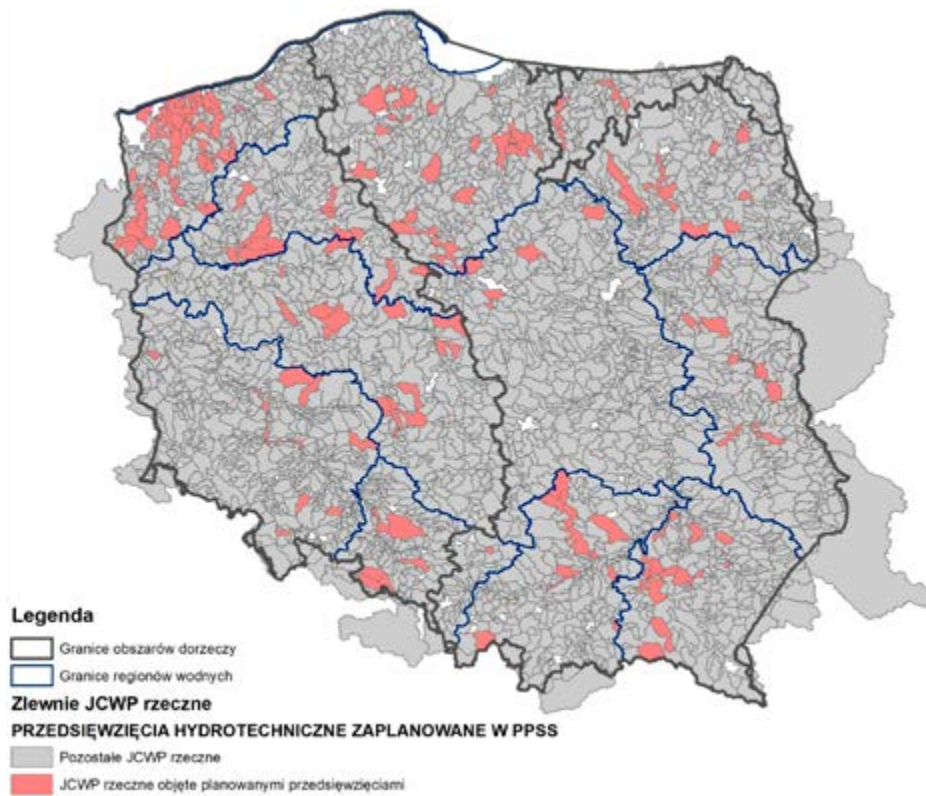 Legenda
Granice obszarów dorzeczy
Granice regionów wodnych
Zlewnie JCWP rzeczne
PRZEDSIĘWZIĘCIA HYDROTECHNICZNE ZAPLANOWANE W PPSS
Pozostałe JCWP rzeczne
JCWP rzeczne objęte planowanymi przedsięwzięciami